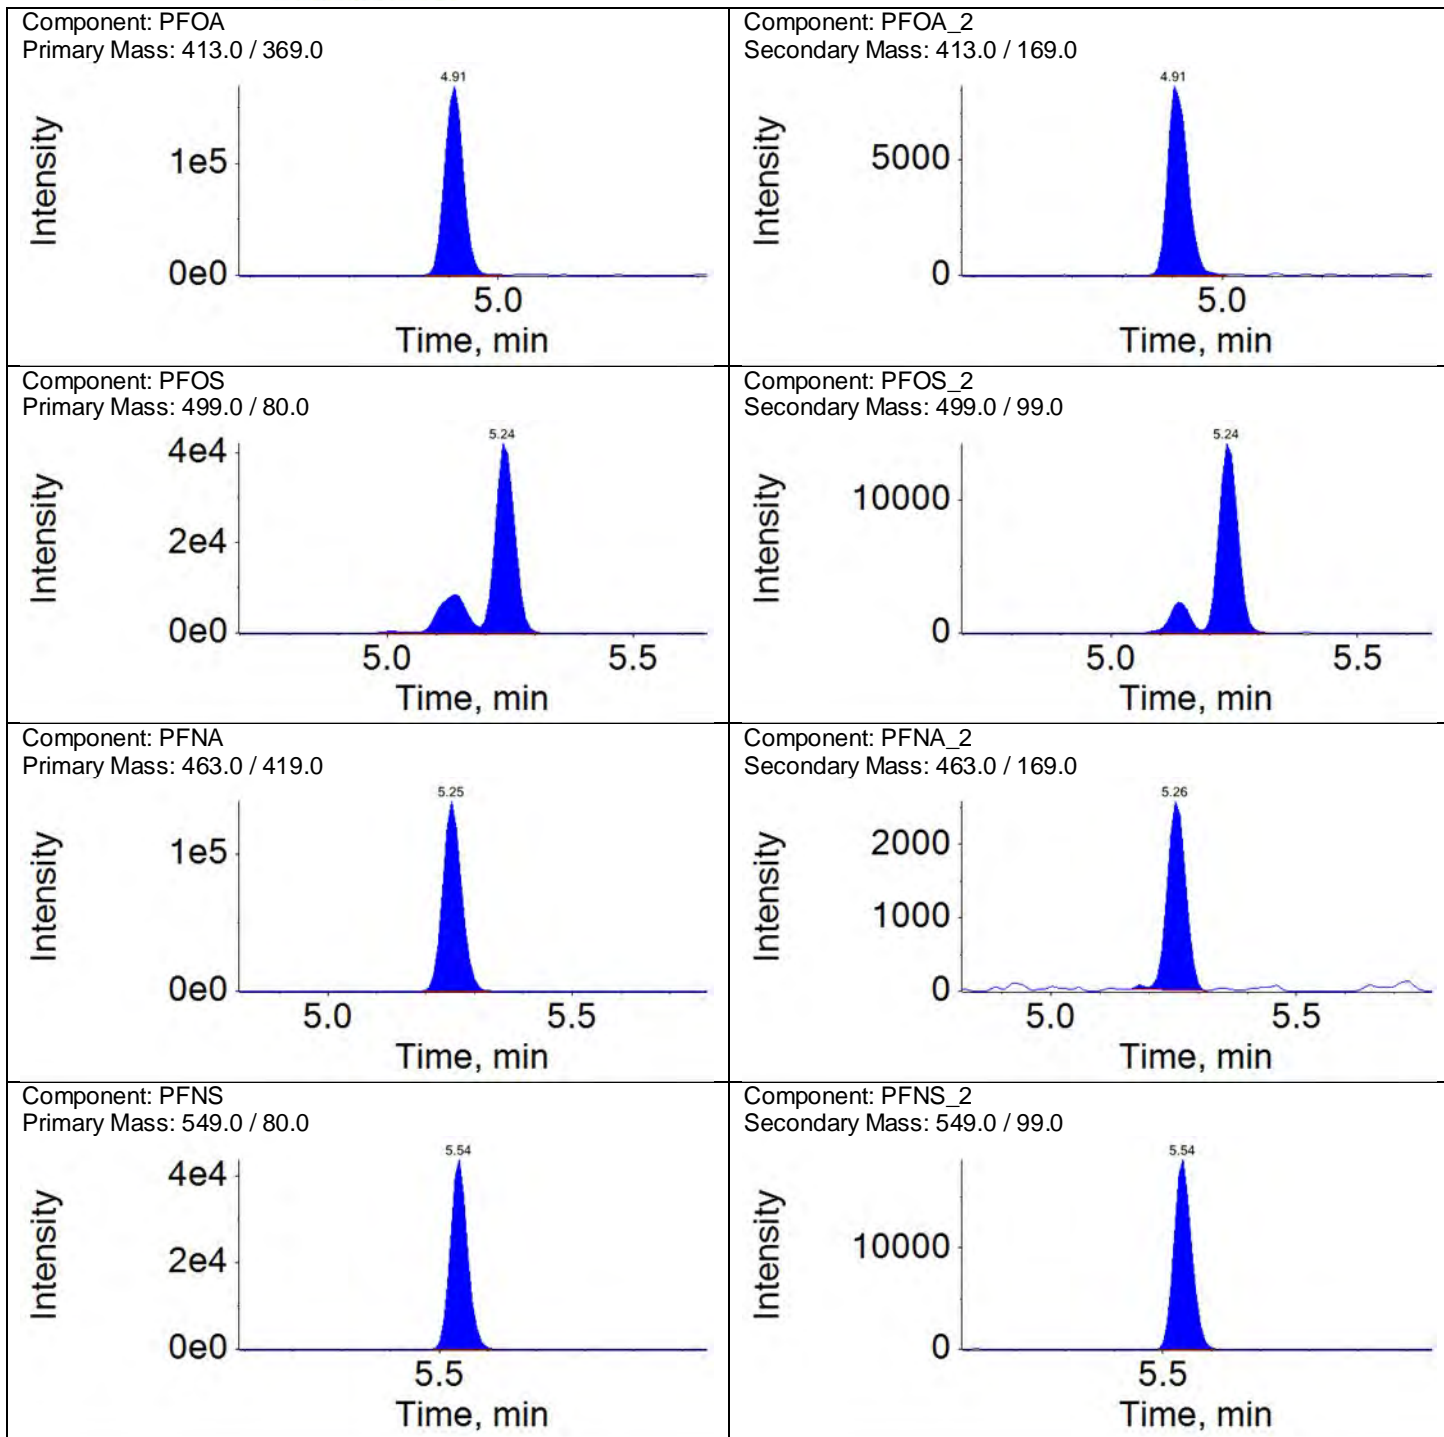 Component: PFOA
Primary Mass: 413.0 / 369.0
4.91
Intensity
1e5
0e0
5.0
Time, min
Component: PFOA_2
Secondary Mass: 413.0 / 169.0
4.91
Intensity
5000
0
5.0
Time, min
Component: PFOS
Primary Mass: 499.0 / 80.0
5.24
Intensity
4e4
2e4
0e0
5.0 5.5
Time, min
Component: PFOS_2
Secondary Mass: 499.0 / 99.0
5.24
Intensity
10000
0
5.0 5.5
Time, min
Component: PFNA
Primary Mass: 463.0 / 419.0
5.25
Intensity
1e5
0e0
5.0 5.5
Time, min
Component: PFNA_2
Secondary Mass: 463.0 / 169.0
5.26
Intensity
2000
1000
0
5.0 5.5
Time, min
Component: PFNS
Primary Mass: 549.0 / 80.0
5.54
Intensity
4e4
2e4
0e0
5.5
Time, min
Component: PFNS_2
Secondary Mass: 549.0 / 99.0
5.54
Intensity
10000
0
5.5
Time, min